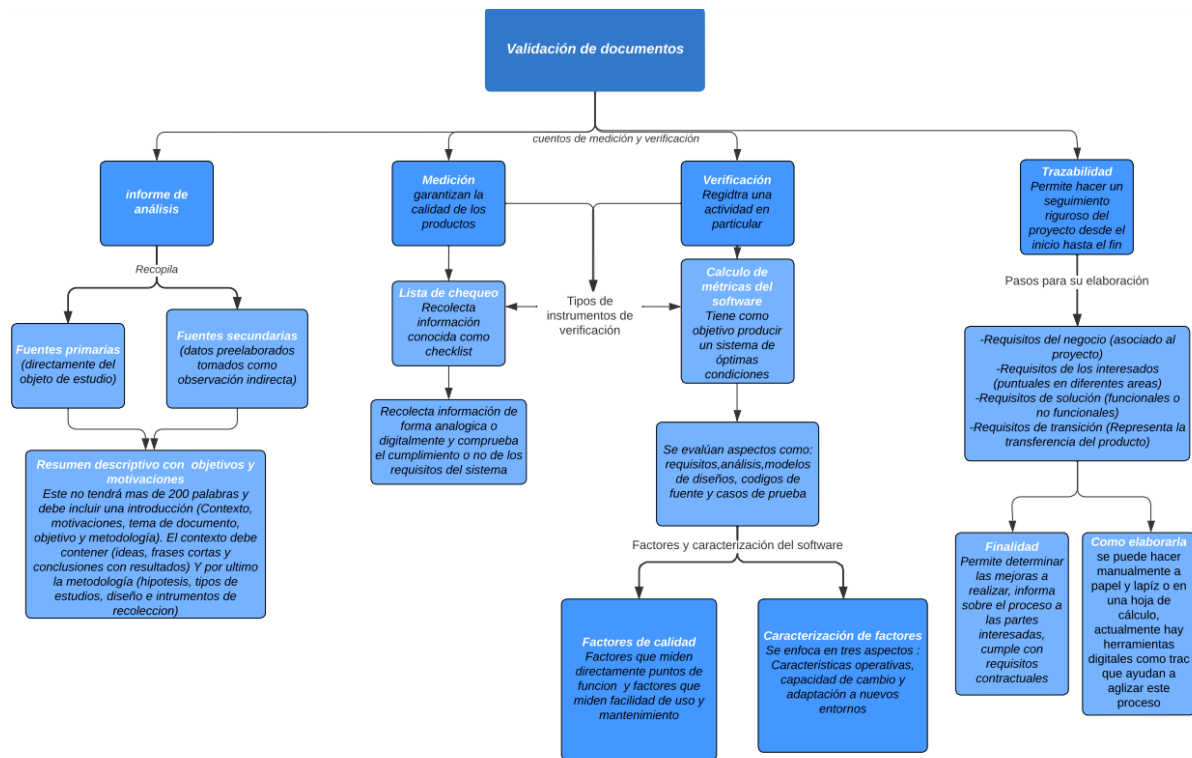 Validación de documentos
cuentos de medición y verificación
informe de
análisis
Medición
garantizan la
calidad de los
productos
Verificación
Regidtra una
actividad en
particular
Trazabilidad
Permite hacer un
seguimiento
riguroso del
proyecto desde el
inicio hasta el fin
Recopila
Fuentes primarias
(directamente del
objeto de estudio)
Fuentes secundarias
(datos preelaborados
tomados como
observación indirecta)
Lista de chequeo
Recolecta
información
conocida como
checklist
Tipos de
instrumentos de
verificación
Calculo de
métricas del
software
Tiene como
objetivo producir
un sistema de
óptimas
condiciones
Pasos para su elaboración
-Requisitos del negocio (asociado al
proyecto)
-Requisitos de los interesados
(puntuales en diferentes areas)
-Requisitos de solución (funcionales o
no funcionales)
-Requisitos de transición (Representa la
transferencia del producto)
Recolecta información de
forma analogica o
digitalmente y comprueba
el cumplimiento o no de los
requisitos del sistema
Resumen descriptivo con objetivos y
motivaciones
Este no tendrá mas de 200 palabras y
debe incluir una introducción (Contexto,
motivaciones, tema de documento,
objetivo y metodología). El contexto debe
contener (ideas, frases cortas y
conclusiones con resultados) Y por ultimo
la metodología (hipotesis, tipos de
estudios, diseño e intrumentos de
recoleccion)
Se evalúan aspectos como:
requisitos,análisis,modelos
de diseños, codigos de
fuente y casos de prueba
Factores y caracterización del software
Factores de calidad
Factores que miden
directamente puntos de
funcion y factores que
miden facilidad de uso y
mantenimiento
Caracterización de factores
Se enfoca en tres aspectos :
Caracteristicas operativas,
capacidad de cambio y
adaptación a nuevos
entornos
Finalidad
Permite determinar
las mejoras a
realizar, informa
sobre el proceso a
las partes
interesadas,
cumple con
requisitos
contractuales
Como elaborarla
se puede hacer
manualmente a
papel y lapíz o en
una hoja de
cálculo,
actualmente hay
herramientas
digitales como trac
que ayudan a
aglizar este
proceso